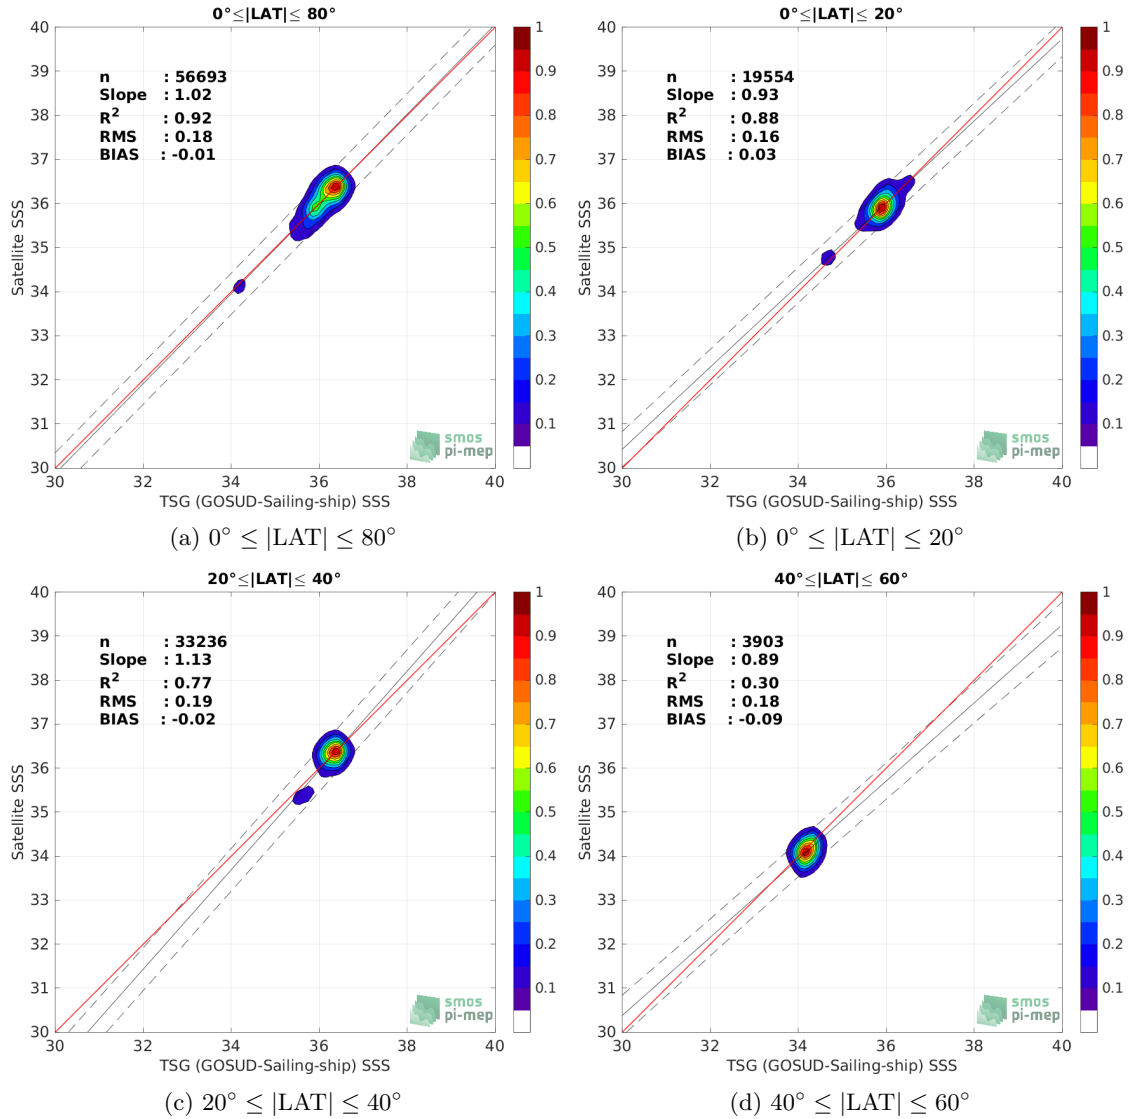 0°≤|LAT|≤ 80°
n : 56693
Slope : 1.02
R² : 0.92
RMS : 0.18
BIAS : -0.01
40
39
38
37
36
35
34
33
32
31
30
Satellite SSS
30 32 34 36 38 40
TSG (GOSUD-Sailing-ship) SSS
smos
pi-mep
1
0.9
0.8
0.7
0.6
0.5
0.4
0.3
0.2
0.1
(a) 0° ≤ |LAT| ≤ 80°
0°≤|LAT|≤ 20°
n : 19554
Slope : 0.93
R² : 0.88
RMS : 0.16
BIAS : 0.03
40
39
38
37
36
35
34
33
32
31
30
Satellite SSS
30 32 34 36 38 40
TSG (GOSUD-Sailing-ship) SSS
smos
pi-mep
1
0.9
0.8
0.7
0.6
0.5
0.4
0.3
0.2
0.1
(b) 0° ≤ |LAT| ≤ 20°
20°≤|LAT|≤ 40°
n : 33236
Slope : 1.13
R² : 0.77
RMS : 0.19
BIAS : -0.02
40
39
38
37
36
35
34
33
32
31
30
Satellite SSS
30 32 34 36 38 40
TSG (GOSUD-Sailing-ship) SSS
smos
pi-mep
1
0.9
0.8
0.7
0.6
0.5
0.4
0.3
0.2
0.1
(c) 20° ≤ |LAT| ≤ 40°
40°≤|LAT|≤ 60°
n : 3903
Slope : 0.89
R² : 0.30
RMS : 0.18
BIAS : -0.09
40
39
38
37
36
35
34
33
32
31
30
Satellite SSS
30 32 34 36 38 40
TSG (GOSUD-Sailing-ship) SSS
smos
pi-mep
1
0.9
0.8
0.7
0.6
0.5
0.4
0.3
0.2
0.1
(d) 40° ≤ |LAT| ≤ 60°